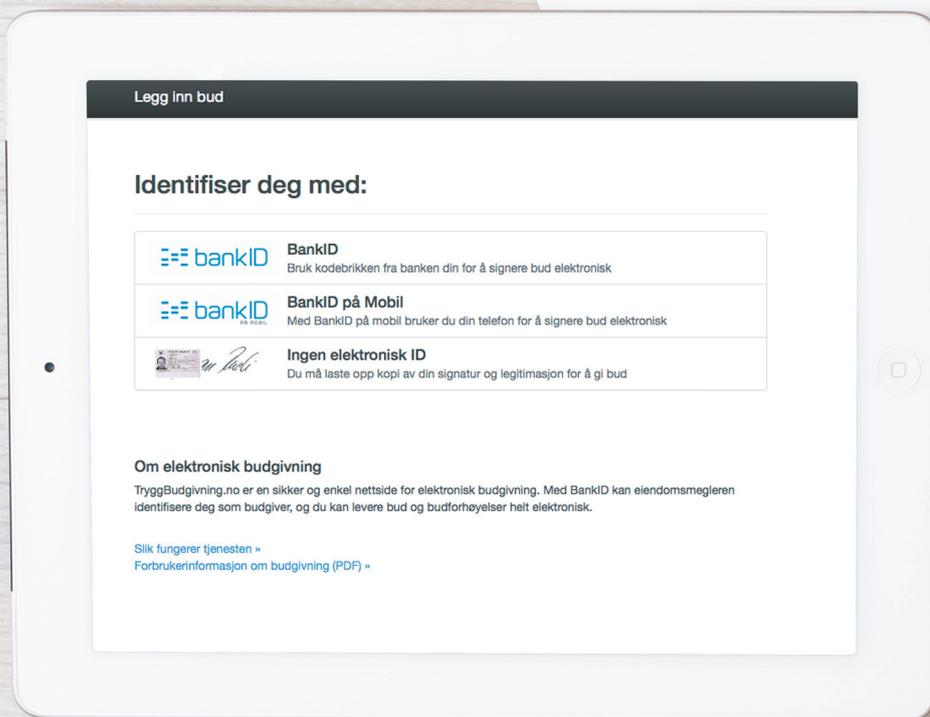 Legg inn bud
Identifiser deg med:
bankID
BankID
Bruk kodebrikken fra banken din for å signere bud elektronisk
bankID
PÅ MOBIL
BankID på Mobil
Med BankID på mobil bruker du din telefon for å signere bud elektronisk
Ingen elektronisk ID
Du må laste opp kopi av din signatur og legitimasjon for å gi bud
Om elektronisk budgivning
TryggBudgivning.no er en sikker og enkel nettside for elektronisk budgivning. Med BankID kan eiendomsmegleren
identifisere deg som budgiver, og du kan levere bud og budforhøyelser helt elektronisk.
Slik fungerer tjenesten »
Forbrukerinformasjon om budgivning (PDF) »